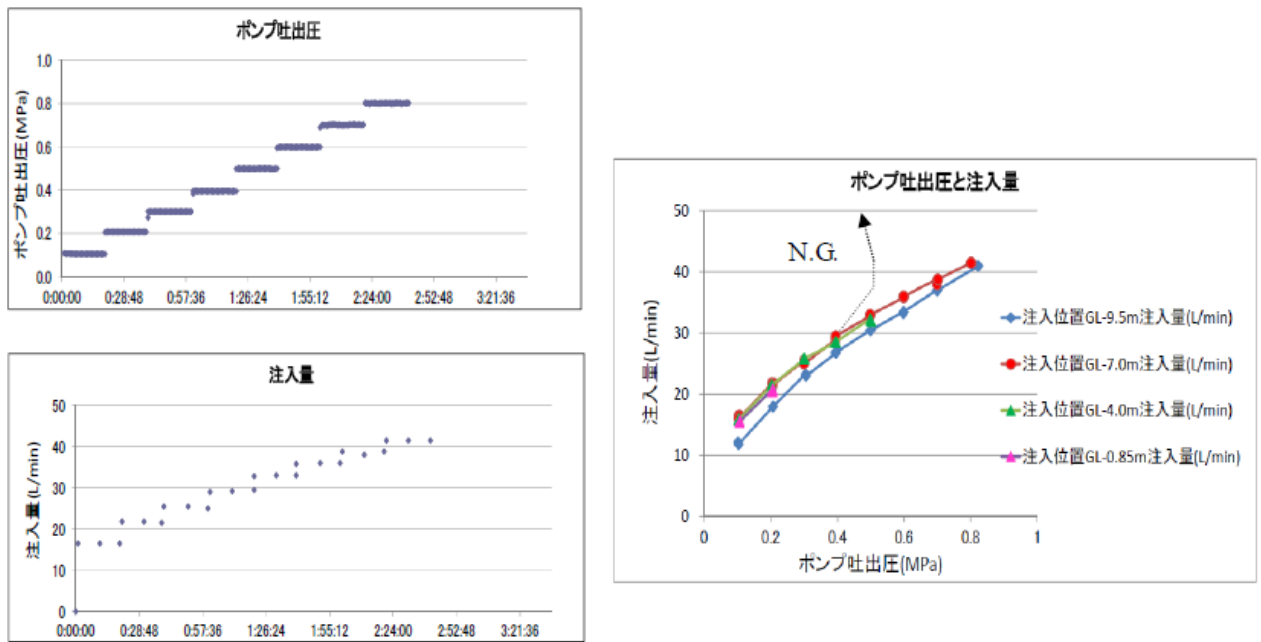 ポンプ吐出圧
ポンプ吐出圧(MPa)
1.0
0.8
0.6
0.4
0.2
0.0
0:00:00 0:28:48 0:57:36 1:26:24 1:55:12 2:24:00 2:52:48 3:21:36
注入量
注入量(L/min)
50
40
30
20
10
0
0:00:00 0:28:48 0:57:36 1:26:24 1:55:12 2:24:00 2:52:48 3:21:36
ポンプ吐出圧と注入量
注入量(L/min)
50
40
30
20
10
0
N.G.
0 0.2 0.4 0.6 0.8 1
ポンプ吐出圧(MPa)
注入位置GL-9.5m注入量(L/min)
注入位置GL-7.0m注入量(L/min)
注入位置GL-4.0m注入量(L/min)
注入位置GL-0.85m注入量(L/min)